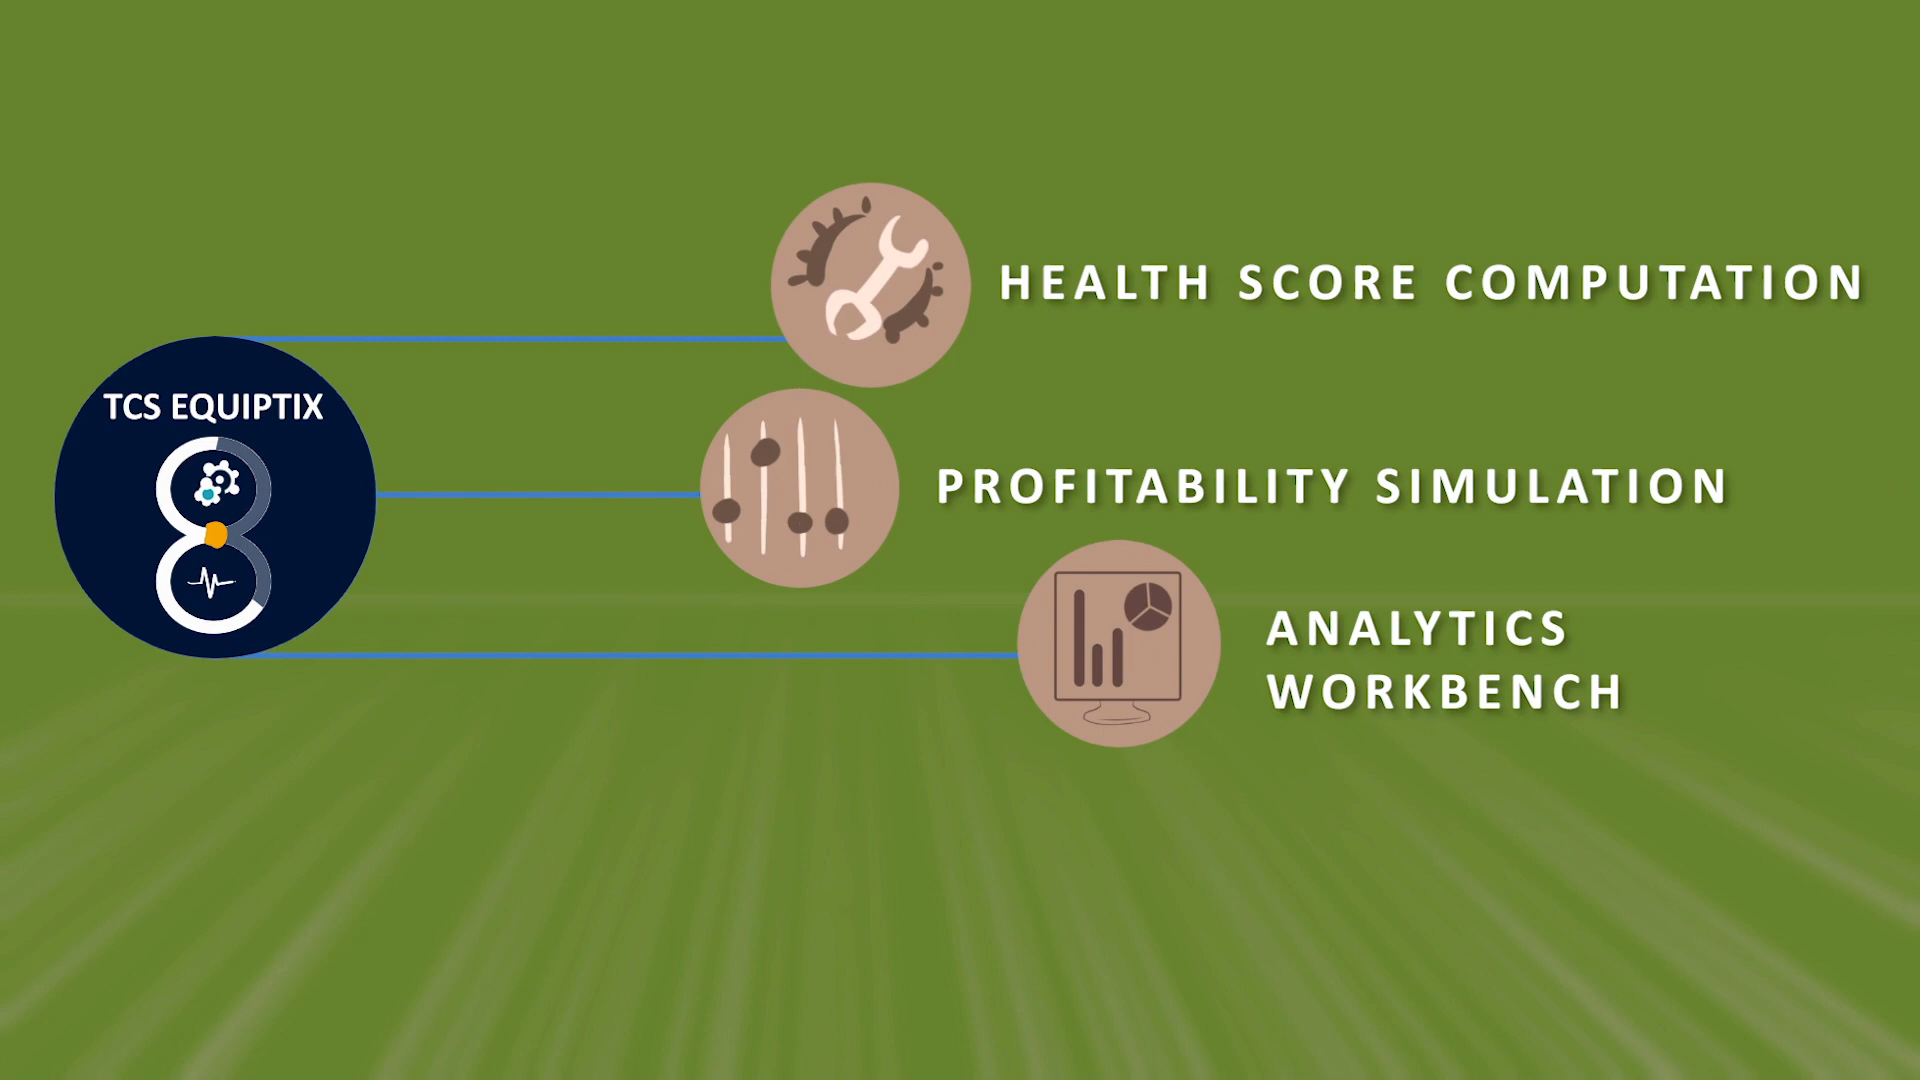 TCS EQUIPTIX
HEALTH SCORE COMPUTATION
PROFITABILITY SIMULATION
ANALYTICS
WORKBENCH